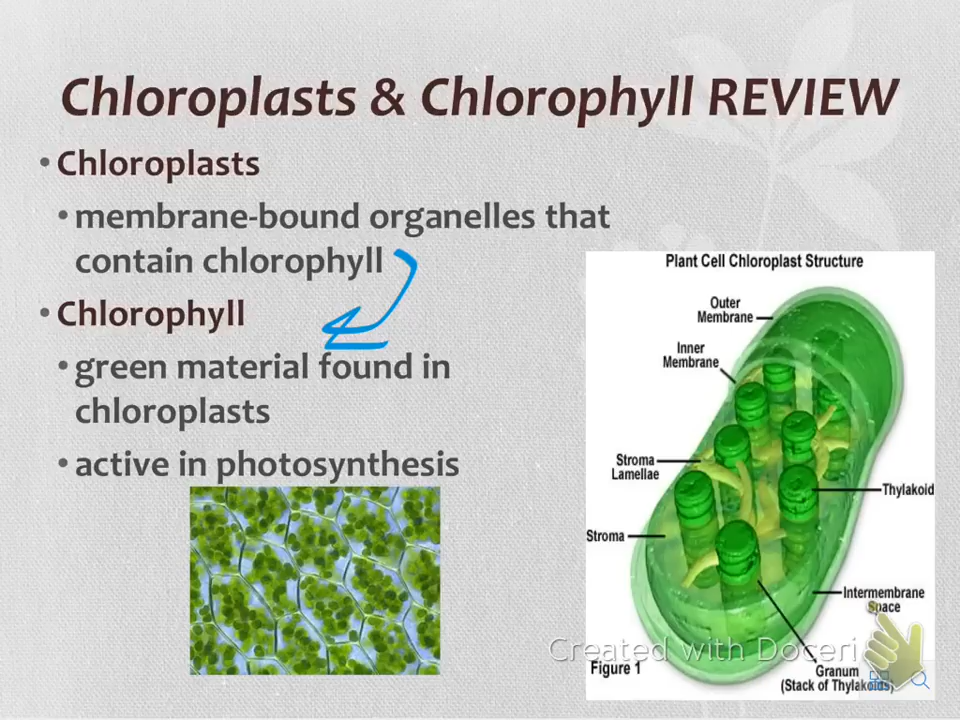 Chloroplasts & Chlorophyll REVIEW
• Chloroplasts
• membrane-bound organelles that
contain chlorophyll
• Chlorophyll
• green material found in
chloroplasts
• active in photosynthesis
Plant Cell Chloroplast Structure
Outer
Membrane
Inner
Membrane
Stroma
Lamellae
Thylakoid
Stroma
Intermembrane
Space
Granum
(Stack of Thylakoids)
Figure 1
Created with Doceri